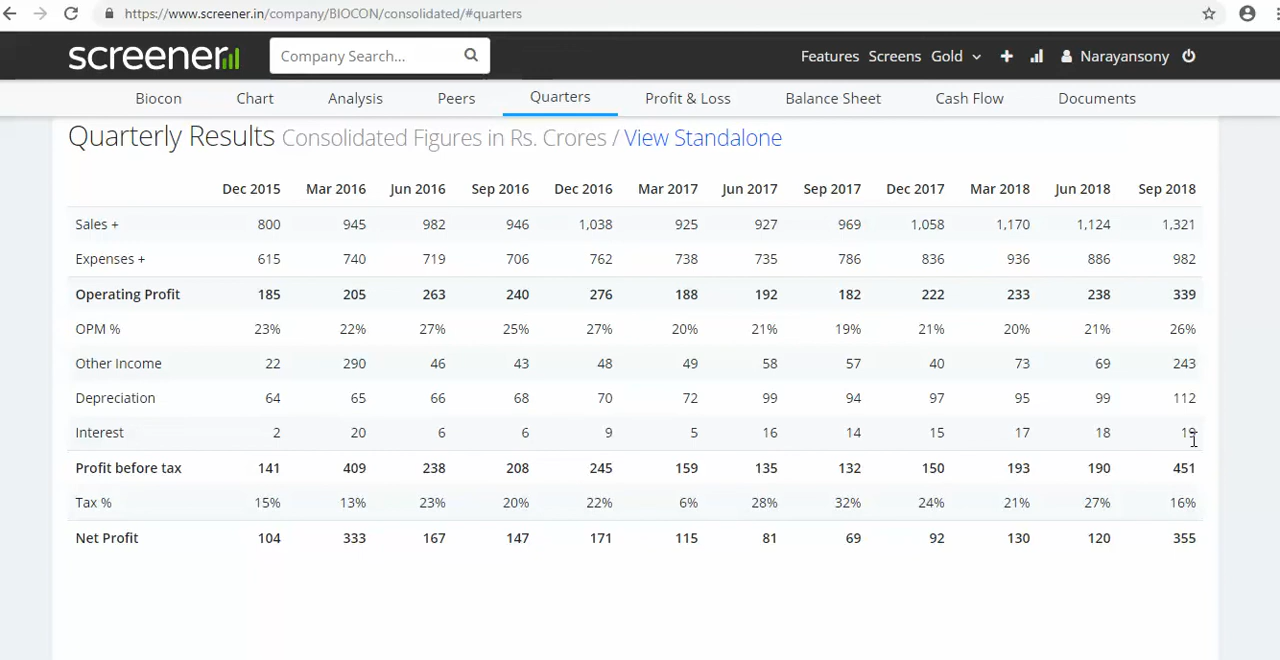 https://www.screener.in/company/BIOCON/consolidated/#quarters
screener Company Search... Features Screens Gold Narayansony
Biocon Chart Analysis Peers Quarters Profit & Loss Balance Sheet Cash Flow Documents
Quarterly Results Consolidated Figures in Rs. Crores / View Standalone
Dec 2015 Mar 2016 Jun 2016 Sep 2016 Dec 2016 Mar 2017 Jun 2017 Sep 2017 Dec 2017 Mar 2018 Jun 2018 Sep 2018
Sales + 800 945 982 946 1,038 925 927 969 1,058 1,170 1,124 1,321
Expenses + 615 740 719 706 762 738 735 786 836 936 886 982
Operating Profit 185 205 263 240 276 188 192 182 222 233 238 339
OPM % 23% 22% 27% 25% 27% 20% 21% 19% 21% 20% 21% 26%
Other Income 22 290 46 43 48 49 58 57 40 73 69 243
Depreciation 64 65 66 68 70 72 99 94 97 95 99 112
Interest 2 20 6 6 9 5 16 14 15 17 18 19
Profit before tax 141 409 238 208 245 159 135 132 150 193 190 451
Tax % 15% 13% 23% 20% 22% 6% 28% 32% 24% 21% 27% 16%
Net Profit 104 333 167 147 171 115 81 69 92 130 120 355